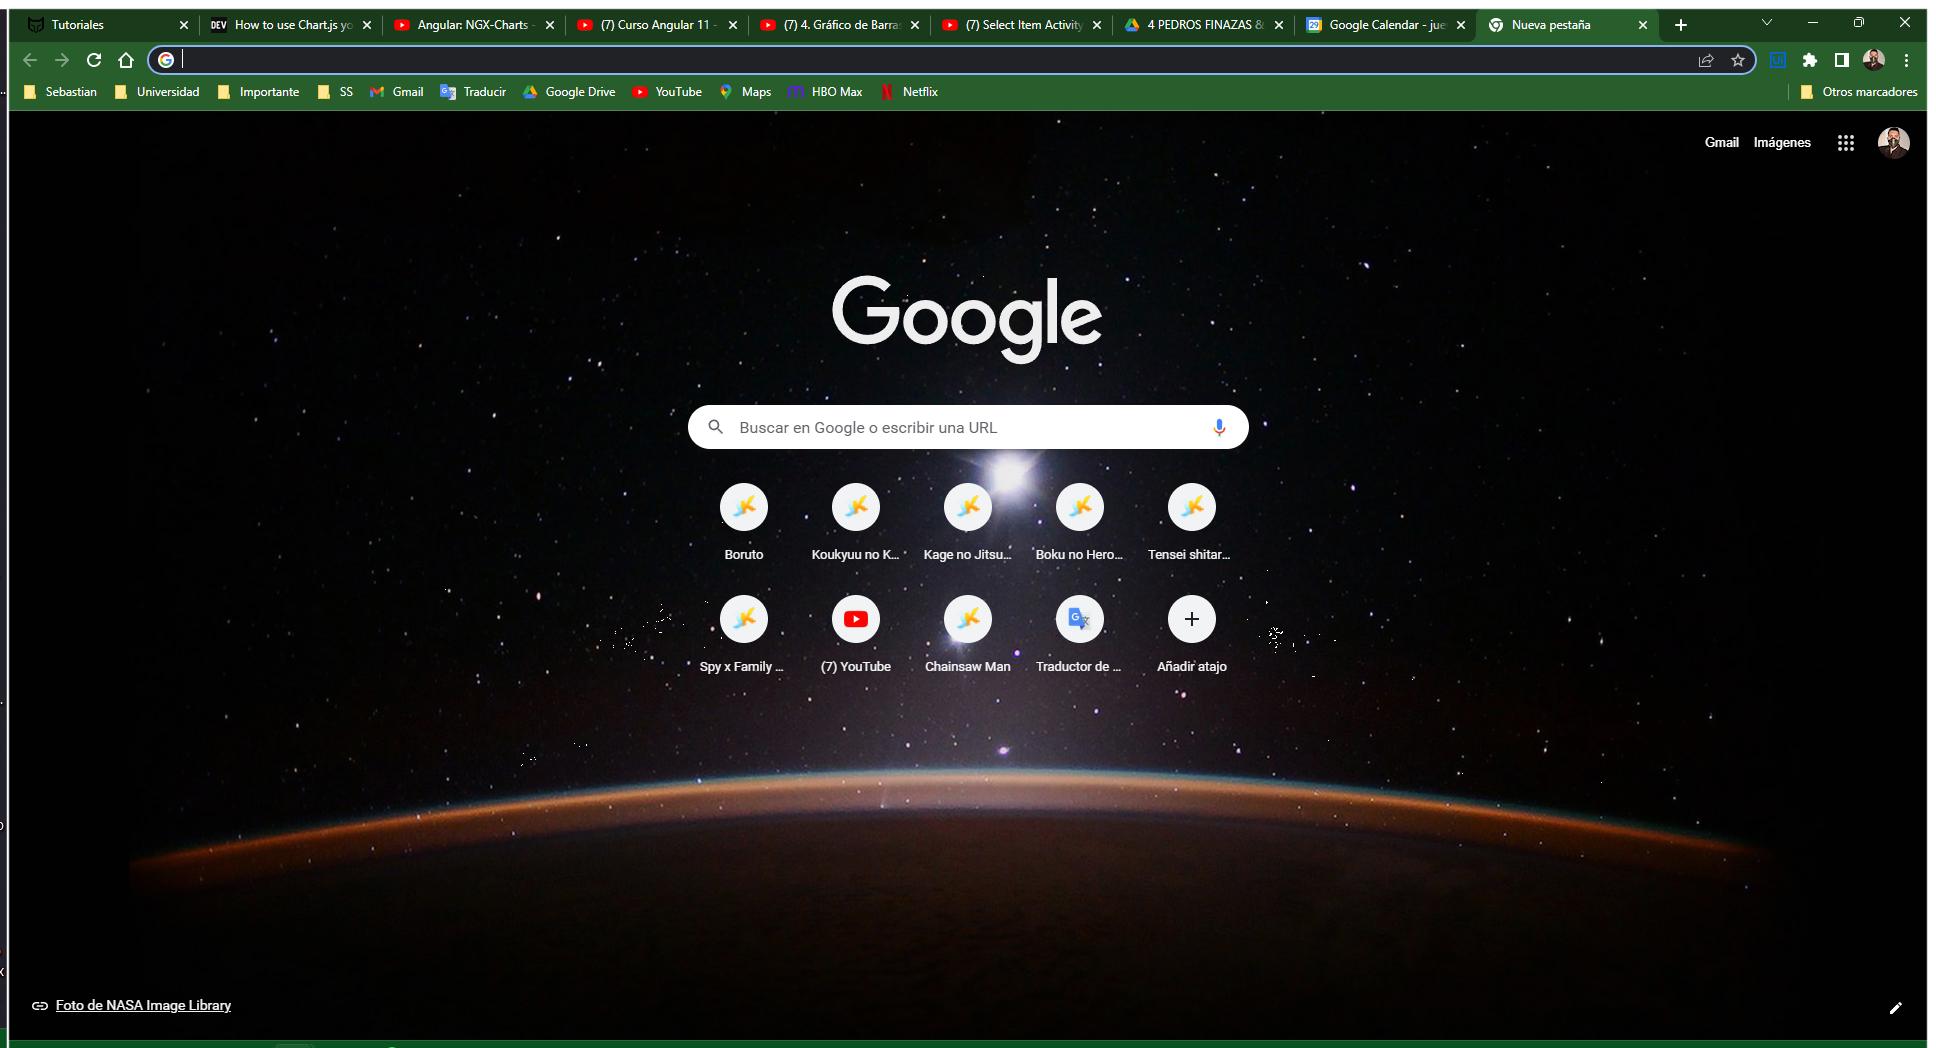 Tutoriales
DEV How to use Chart.js yo
Angular: NGX-Charts -
(7) Curso Angular 11 -
(7) 4. Gráfico de Barras
(7) Select Item Activity
4 PEDROS FINAZAS &
29 Google Calendar - jue
Nueva pestaña
Sebastian Universidad Importante SS Gmail Traducir Google Drive YouTube Maps HBO Max Netflix Otros marcadores
Gmail Imágenes
Google
Buscar en Google o escribir una URL
Boruto Koukyuu no K... Kage no Jitsu... Boku no Hero... Tensei shitar...
Spy x Family ... (7) YouTube Chainsaw Man Traductor de ... Añadir atajo
Foto de NASA Image Library